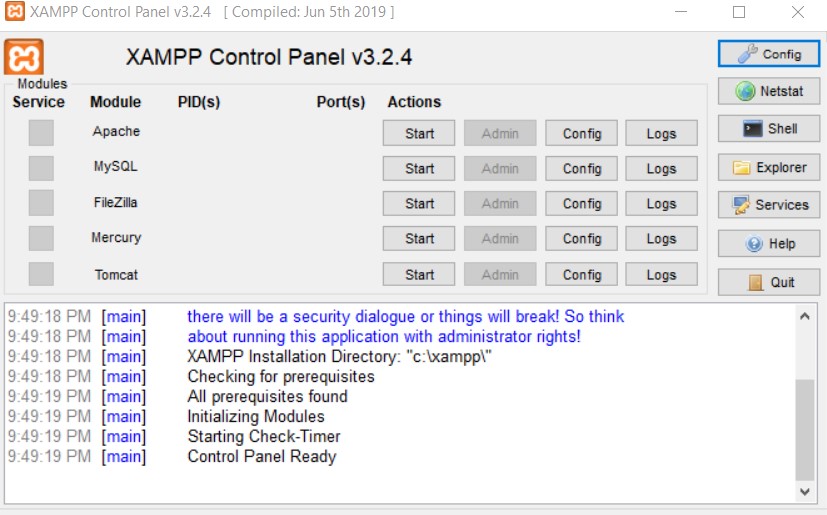 XAMPP Control Panel v3.2.4 [ Compiled: Jun 5th 2019 ]
XAMPP Control Panel v3.2.4
Config
Modules
Service Module PID(s) Port(s) Actions
Netstat
Apache Start Admin Config Logs
Shell
MySQL Start Admin Config Logs
Explorer
FileZilla Start Admin Config Logs
Services
Mercury Start Admin Config Logs
Help
Tomcat Start Admin Config Logs
Quit
9:49:18 PM [main] there will be a security dialogue or things will break! So think
9:49:18 PM [main] about running this application with administrator rights!
9:49:18 PM [main] XAMPP Installation Directory: "c:\xampp\"
9:49:18 PM [main] Checking for prerequisites
9:49:19 PM [main] All prerequisites found
9:49:19 PM [main] Initializing Modules
9:49:19 PM [main] Starting Check-Timer
9:49:19 PM [main] Control Panel Ready